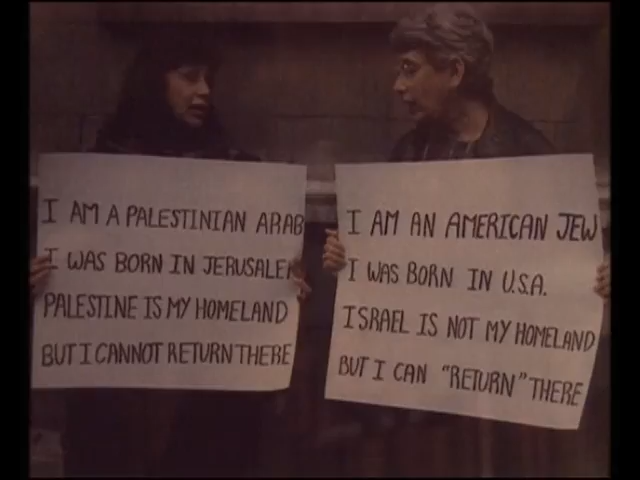 I AM A PALESTINIAN ARAB
I WAS BORN IN JERUSALEM
PALESTINE IS MY HOMELAND
BUT I CANNOT RETURN THERE
I AM AN AMERICAN JEW
I WAS BORN IN U.S.A.
ISRAEL IS NOT MY HOMELAND
BUT I CAN "RETURN" THERE